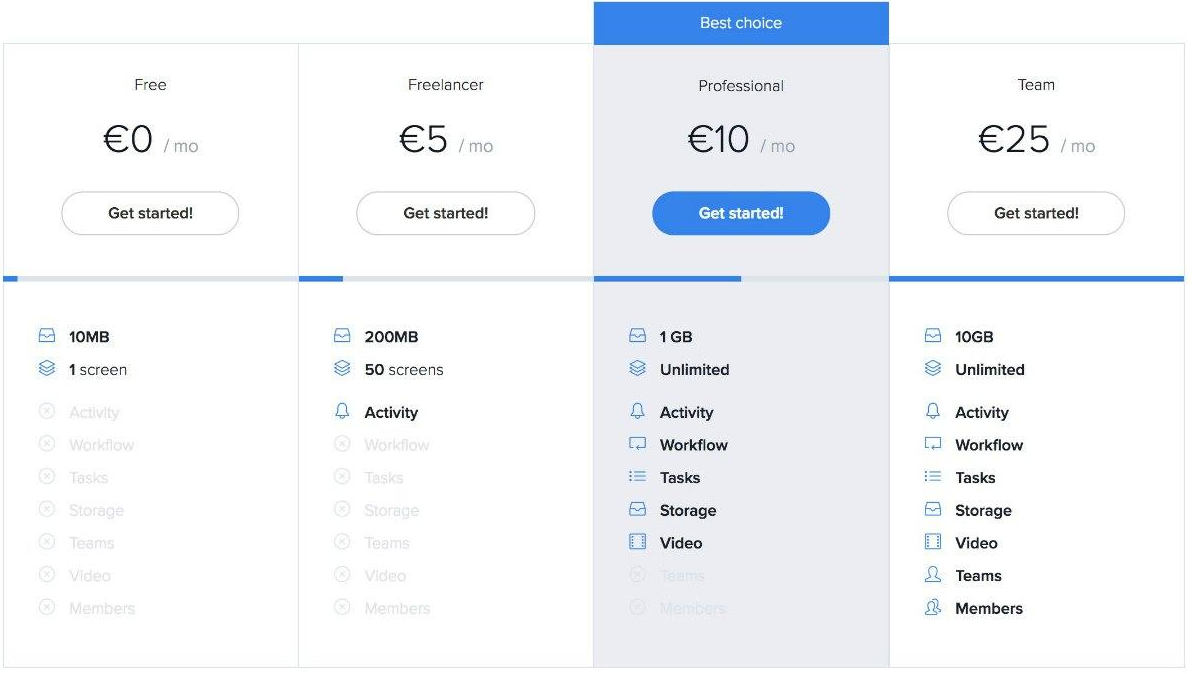 Best choice
Free
€0 / mo
Get started!
10MB
1 screen
Activity
Workflow
Tasks
Storage
Teams
Video
Members
Freelancer
€5 / mo
Get started!
200MB
50 screens
Activity
Workflow
Tasks
Storage
Teams
Video
Members
Professional
€10 / mo
Get started!
1 GB
Unlimited
Activity
Workflow
Tasks
Storage
Video
Teams
Members
Team
€25 / mo
Get started!
10GB
Unlimited
Activity
Workflow
Tasks
Storage
Video
Teams
Members